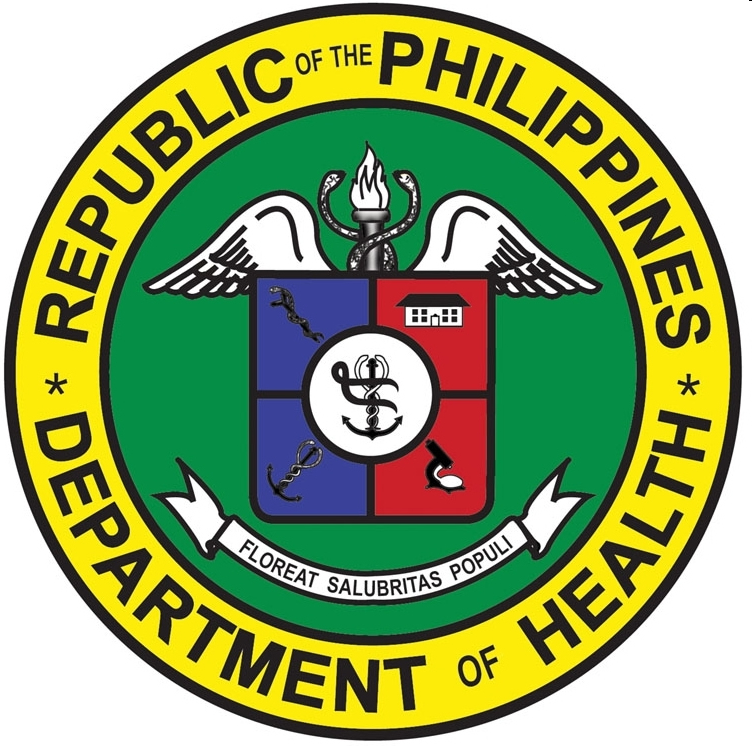 REPUBLIC OF THE PHILIPPINES
* DEPARTMENT OF HEALTH *
FLOREAT SALUBRITAS POPULI